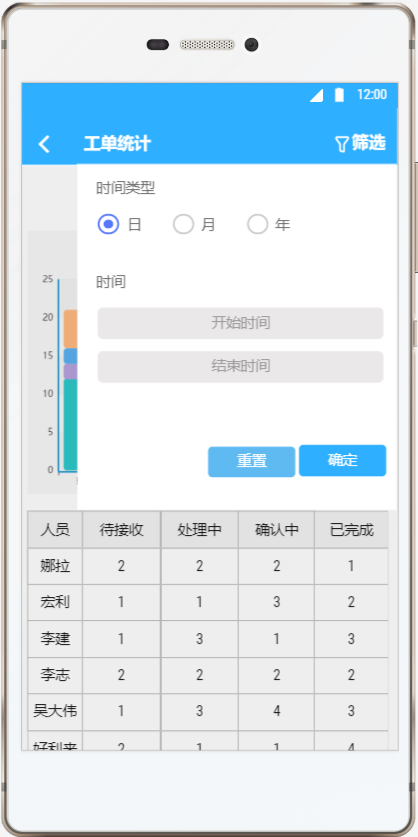 12:00
工单统计 筛选
时间类型
日 月 年
时间
开始时间
结束时间
重置 确定
25
20
15
10
5
0
人员 待接收 处理中 确认中 已完成
娜拉 2 2 2 1
宏利 1 1 3 2
李建 1 3 1 3
李志 2 2 2 2
吴大伟 1 3 4 3
好利来 2 1 1 4